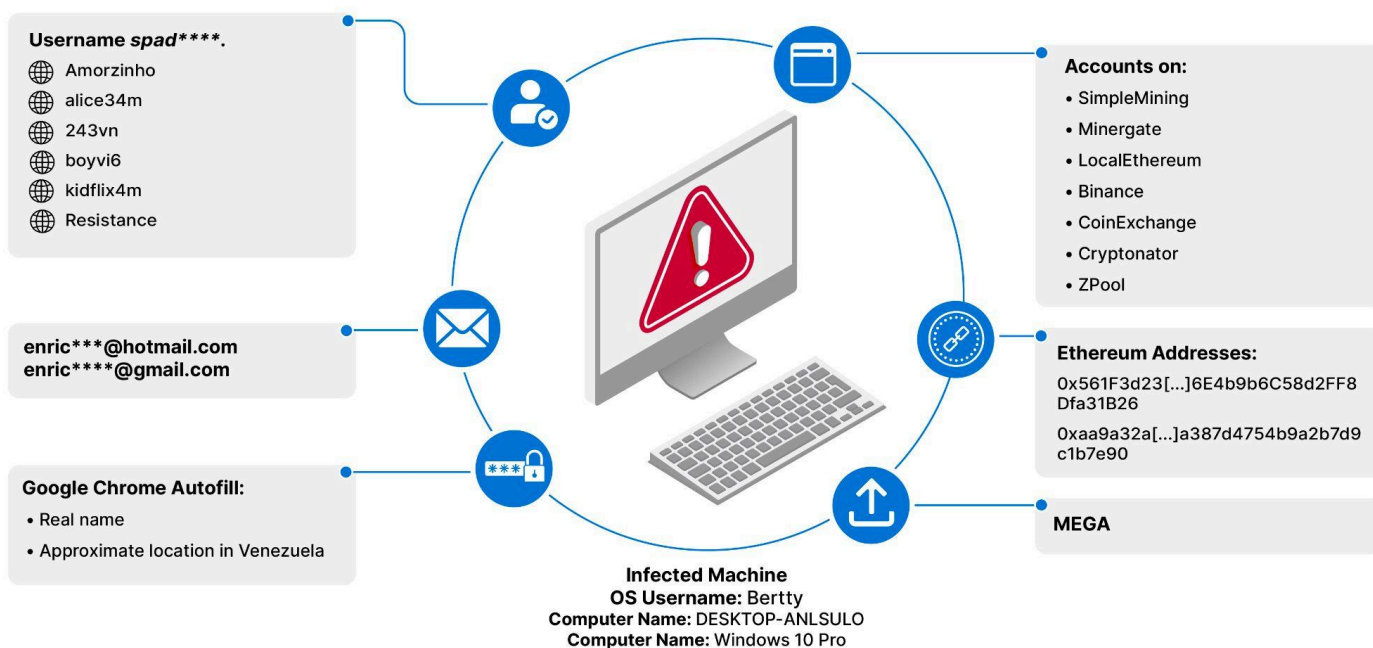 Username spad****.
Amorzinho
alice34m
243vn
boyvi6
kidflix4m
Resistance
enric***@hotmail.com
enric****@gmail.com
Google Chrome Autofill:
• Real name
• Approximate location in Venezuela
***
Accounts on:
• SimpleMining
• Minergate
• LocalEthereum
• Binance
• CoinExchange
• Cryptonator
• ZPool
Ethereum Addresses:
0x561F3d23[...]6E4b9b6C58d2FF8
Dfa31B26
0xaa9a32a[...]a387d4754b9a2b7d9
c1b7e90
MEGA
Infected Machine
OS Username: Bertty
Computer Name: DESKTOP-ANLSULO
Computer Name: Windows 10 Pro